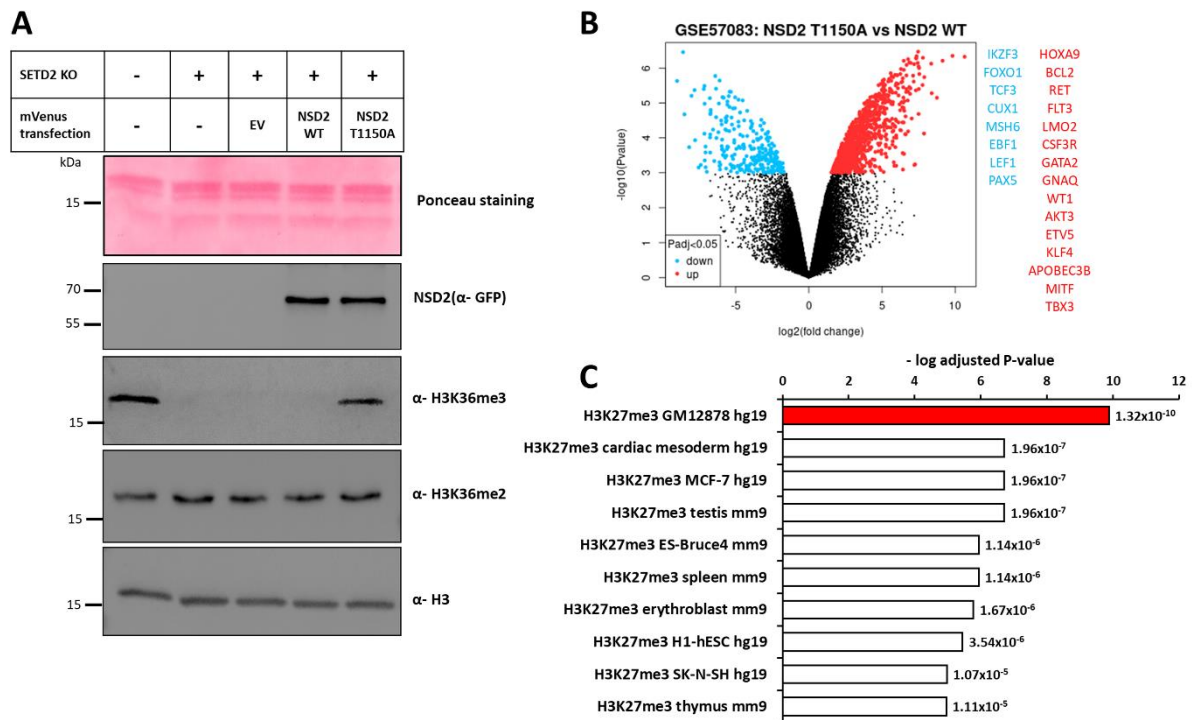 A
SETD2 KO - + + + +
mVenus transfection - - EV NSD2 WT NSD2 T1150A
kDa
15
Ponceau staining
70
55
NSD2(α- GFP)
15
α- H3K36me3
15
α- H3K36me2
15
α- H3
B
GSE57083: NSD2 T1150A vs NSD2 WT
-log10(Pvalue)
6
5
4
3
2
1
0
Padj<0.05
down
up
-5 0 5 10
log2(fold change)
IKZF3
FOXO1
TCF3
CUX1
MSH6
EBF1
LEF1
PAX5
HOXA9
BCL2
RET
FLT3
LMO2
CSF3R
GATA2
GNAQ
WT1
AKT3
ETV5
KLF4
APOBEC3B
MITF
TBX3
C
- log adjusted P-value
0 2 4 6 8 10 12
H3K27me3 GM12878 hg19 1.32x10⁻¹⁰
H3K27me3 cardiac mesoderm hg19 1.96x10⁻⁷
H3K27me3 MCF-7 hg19 1.96x10⁻⁷
H3K27me3 testis mm9 1.96x10⁻⁷
H3K27me3 ES-Bruce4 mm9 1.14x10⁻⁶
H3K27me3 spleen mm9 1.14x10⁻⁶
H3K27me3 erythroblast mm9 1.67x10⁻⁶
H3K27me3 H1-hESC hg19 3.54x10⁻⁶
H3K27me3 SK-N-SH hg19 1.07x10⁻⁵
H3K27me3 thymus mm9 1.11x10⁻⁵